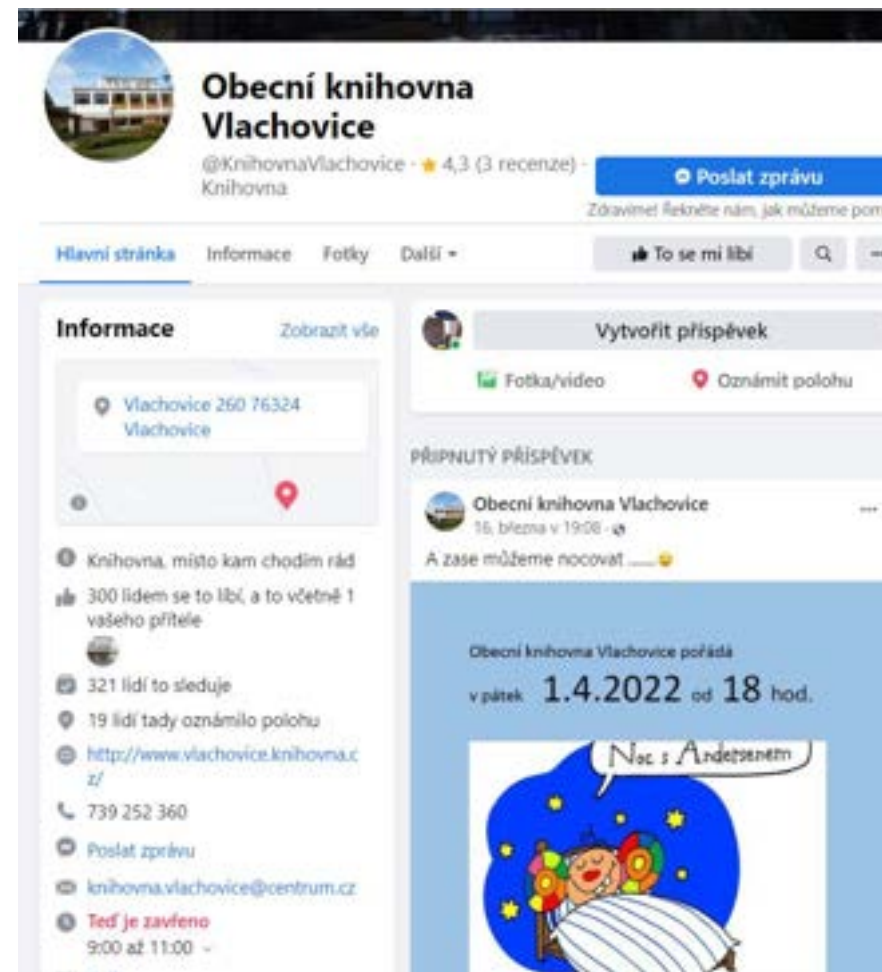 Obecní knihovna
Vlachovice
@KnihovnaVlachovice · 4,3 (3 recenze) ·
Knihovna
Poslat zprávu
Zdravíme! Řekněte nám, jak můžeme pom
Hlavní stránka Informace Fotky Další
To se mi líbí
Informace Zobrazit vše
Vlachovice 260 76324
Vlachovice
Knihovna, místo kam chodím rád
300 lidem se to líbí, a to včetně 1
vašeho přítele
321 lidí to sleduje
19 lidí tady oznámilo polohu
http://www.vlachovice.knihovna.c
z/
739 252 360
Poslat zprávu
knihovna.vlachovice@centrum.cz
Teď je zavřeno
9:00 až 11:00
Vytvořit příspěvek
Fotka/video Oznámit polohu
PŘIPNUTÝ PŘÍSPĚVEK
Obecní knihovna Vlachovice
16. března v 19:08 ·
A zase můžeme nocovat ......
Obecní knihovna Vlachovice pořádá
v pátek 1.4.2022 od 18 hod.
Noc s Andersenem